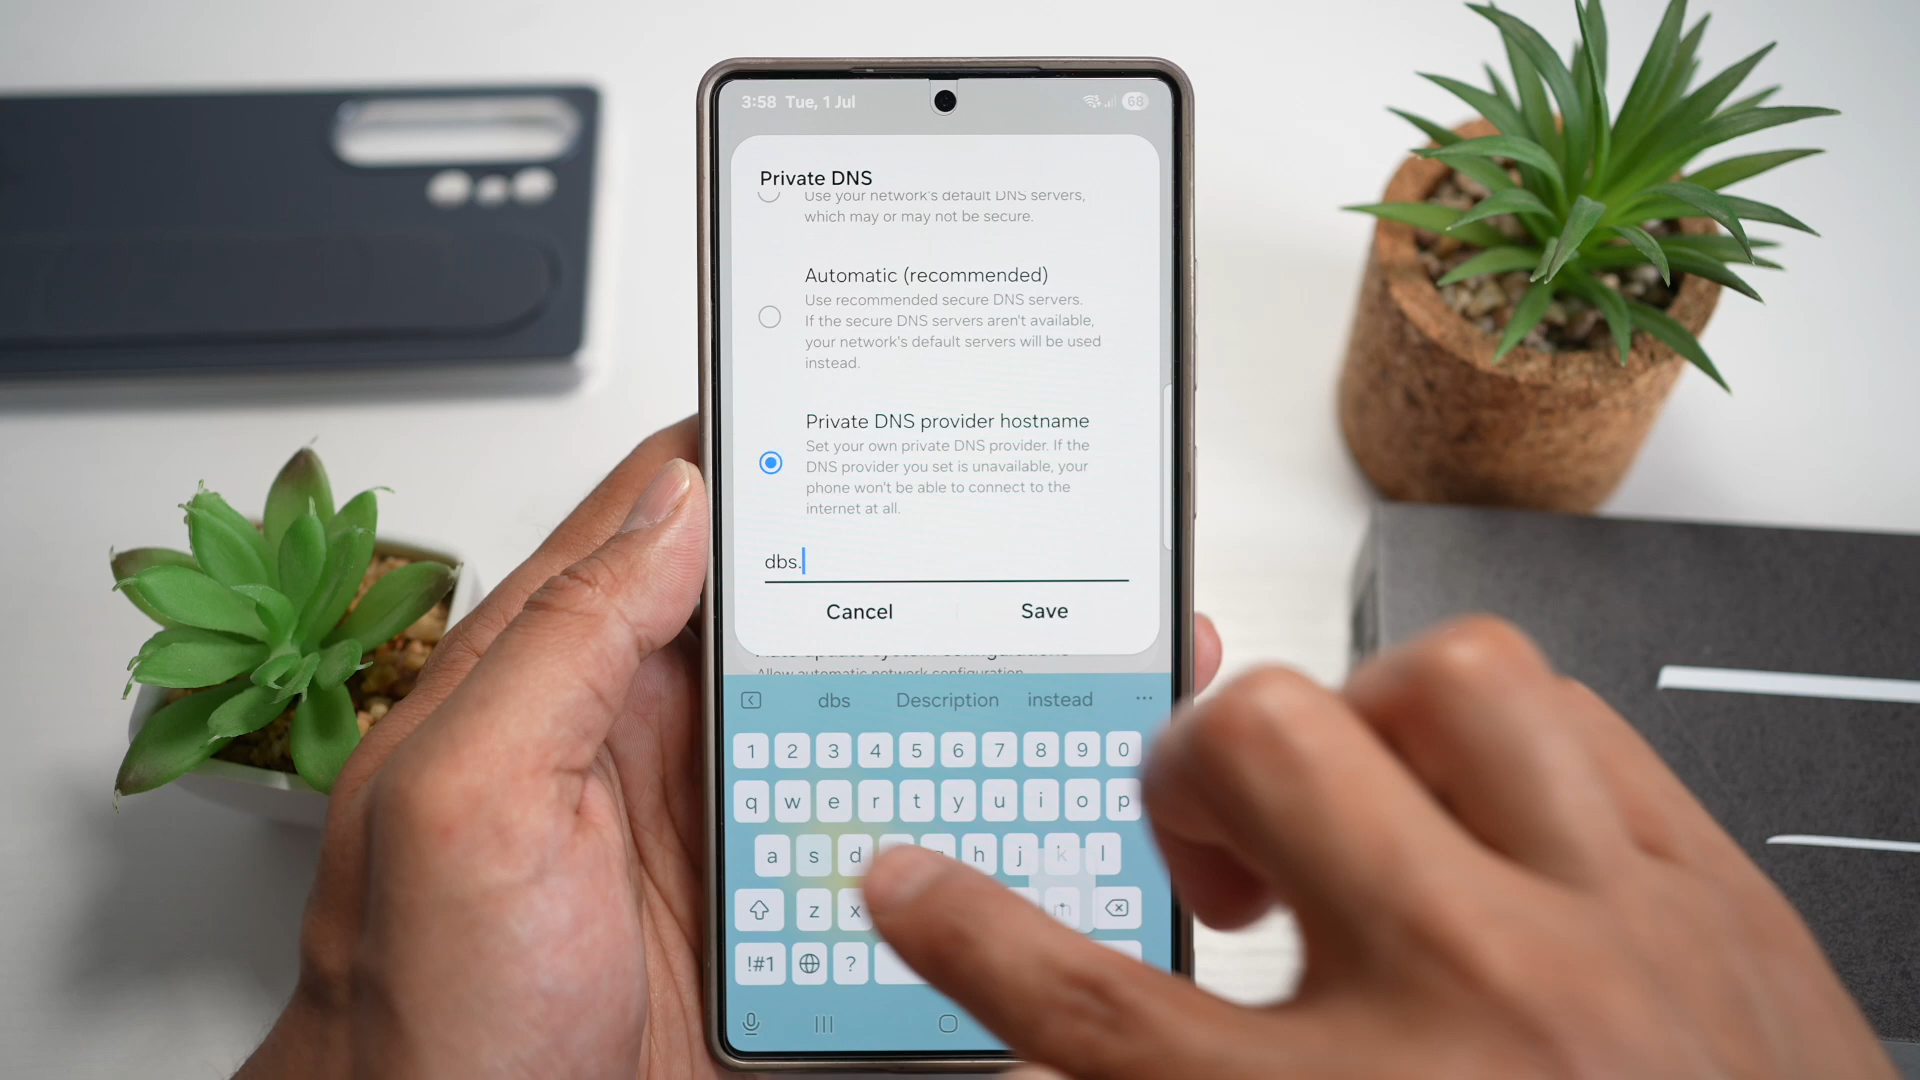 3:58 Tue, 1 Jul
68
Private DNS
Use your network's default DNS servers,
which may or may not be secure.
Automatic (recommended)
Use recommended secure DNS servers.
If the secure DNS servers aren't available,
your network's default servers will be used
instead.
Private DNS provider hostname
Set your own private DNS provider. If the
DNS provider you set is unavailable, your
phone won't be able to connect to the
internet at all.
dbs.
Cancel Save
Allow automatic network configuration
dbs Description instead ...
1 2 3 4 5 6 7 8 9 0
q w e r t y u i o p
a s d h j k l
z x m
!#1 ?